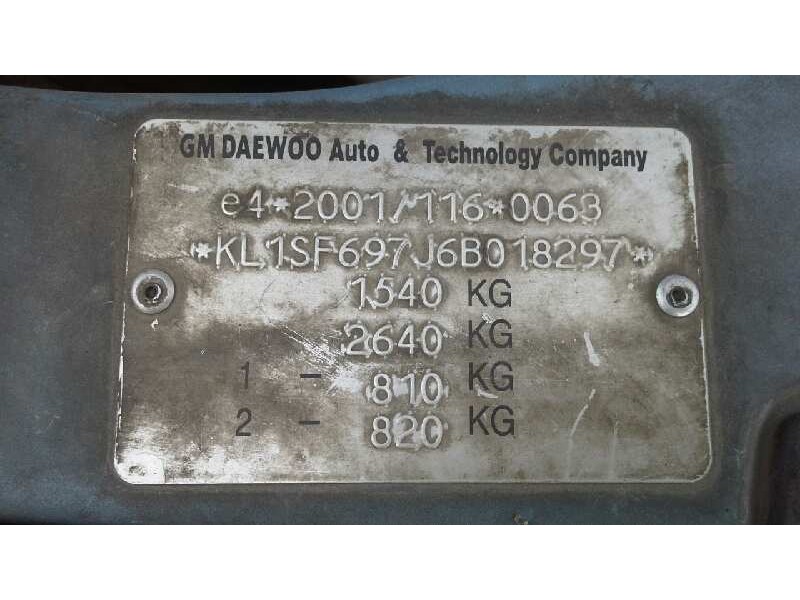 GM DAEWOO Auto & Technology Company
e4*2001/116*0063
*KL1SF697J6B018297*
1540 KG
2640 KG
1 - 810 KG
2 - 820 KG